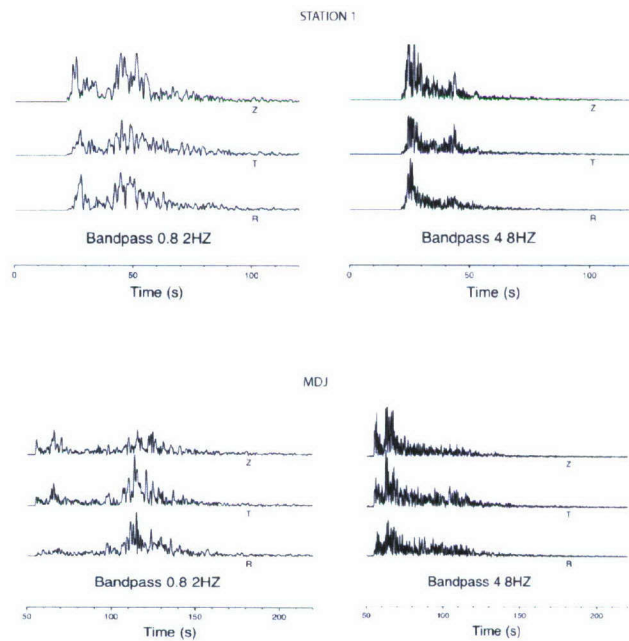 STATION 1
Z
T
R
Bandpass 0.8 2HZ
0 50 100
Time (s)
Z
T
R
Bandpass 4 8HZ
0 50 100
Time (s)
MDJ
Z
T
R
Bandpass 0.8 2HZ
50 100 150 200
Time (s)
Z
T
R
Bandpass 4 8HZ
50 100 150 200
Time (s)